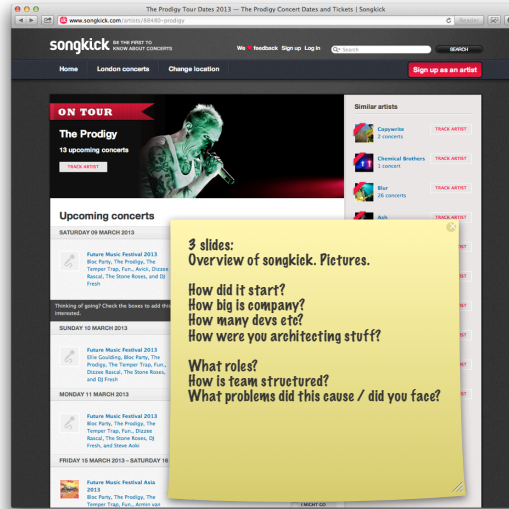 The Prodigy Tour Dates 2013 — The Prodigy Concert Dates and Tickets | Songkick
www.songkick.com/artists/88480-prodigy
Reader
songkick
BE THE FIRST TO
KNOW ABOUT CONCERTS
We feedback Sign up Log in
Search
SEARCH
Home London concerts Change location
Sign up as an artist
ON TOUR
The Prodigy
13 upcoming concerts
TRACK ARTIST
Similar artists
Copywrite
2 concerts
TRACK ARTIST
Chemical Brothers
1 concert
TRACK ARTIST
Blur
26 concerts
TRACK ARTIST
Ash
TRACK ARTIST
Upcoming concerts
SATURDAY 09 MARCH 2013
Future Music Festival 2013
Bloc Party, The Prodigy, The
Temper Trap, Fun., Avicii, Dizzee
Rascal, The Stone Roses, and DJ
Fresh
Thinking of going? Check the boxes to add this
interested.
SUNDAY 10 MARCH 2013
Future Music Festival 2013
Ellie Goulding, Bloc Party, The
Prodigy, The Temper Trap, Fun.,
Dizzee Rascal, The Stone Roses,
and DJ Fresh
MONDAY 11 MARCH 2013
Future Music Festival 2013
Bloc Party, The Prodigy, The
Temper Trap, Fun., Dizzee
Rascal, The Stone Roses, DJ
Fresh, and Steve Aoki
FRIDAY 15 MARCH 2013 – SATURDAY 16
Future Music Festival Asia
2013
Bloc Party, The Prodigy, The
Temper Trap, Fun., Armin van
I MIGHT GO
3 slides:
Overview of songkick. Pictures.
How did it start?
How big is company?
How many devs etc?
How were you architecting stuff?
What roles?
How is team structured?
What problems did this cause / did you face?